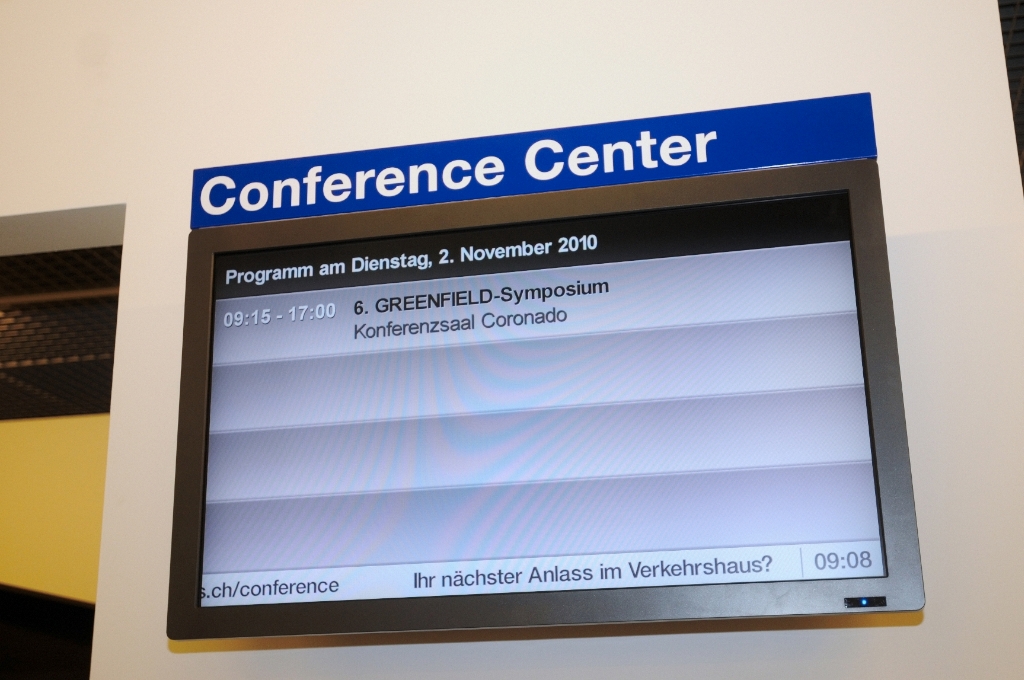 Conference Center
Programm am Dienstag, 2. November 2010
09:15 - 17:00 6. GREENFIELD-Symposium
Konferenzsaal Coronado
s.ch/conference Ihr nächster Anlass im Verkehrshaus? 09:08